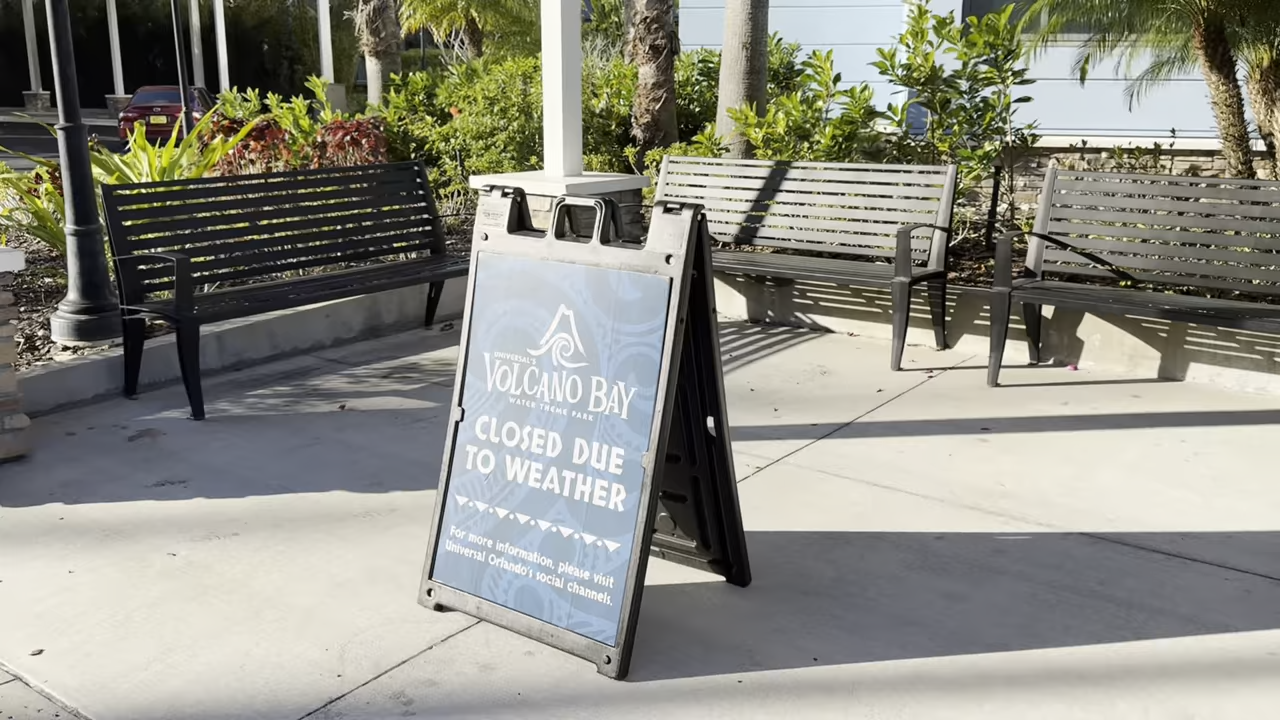 UNIVERSAL'S
VOLCANO BAY
WATER THEME PARK
CLOSED DUE
TO WEATHER
For more information, please visit
Universal Orlando's social channels.